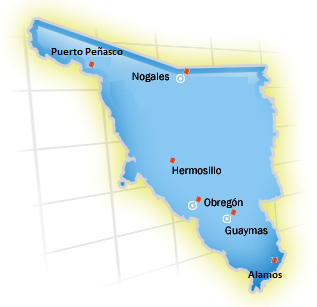 Puerto Peñasco
Nogales
Hermosillo
Obregón
Guaymas
Alamos